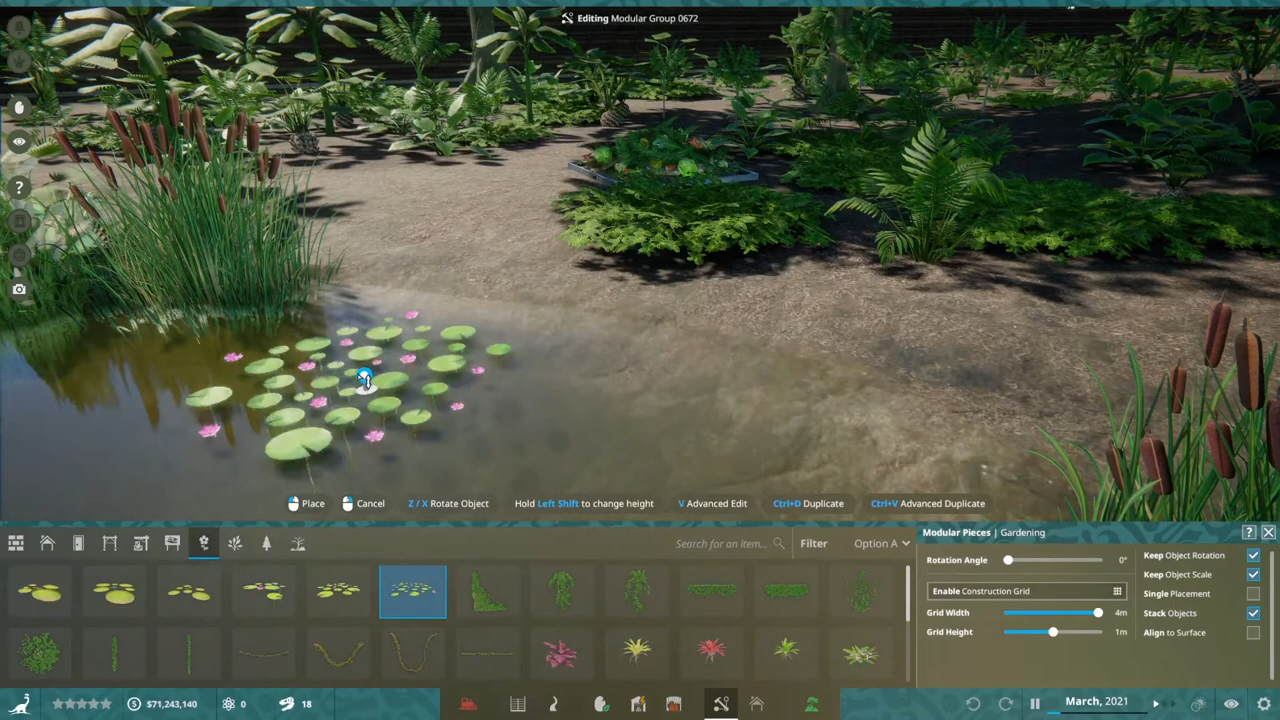 Editing Modular Group 0672
?
Place
Cancel
Z / X Rotate Object
Hold Left Shift to change height
V Advanced Edit
Ctrl+D Duplicate
Ctrl+V Advanced Duplicate
Search for an item...
Filter
Option A
Modular Pieces | Gardening
?
Rotation Angle
0°
Enable Construction Grid
Grid Width
4m
Grid Height
1m
Keep Object Rotation
Keep Object Scale
Single Placement
Stack Objects
Align to Surface
$71,243,140
0
18
March, 2021